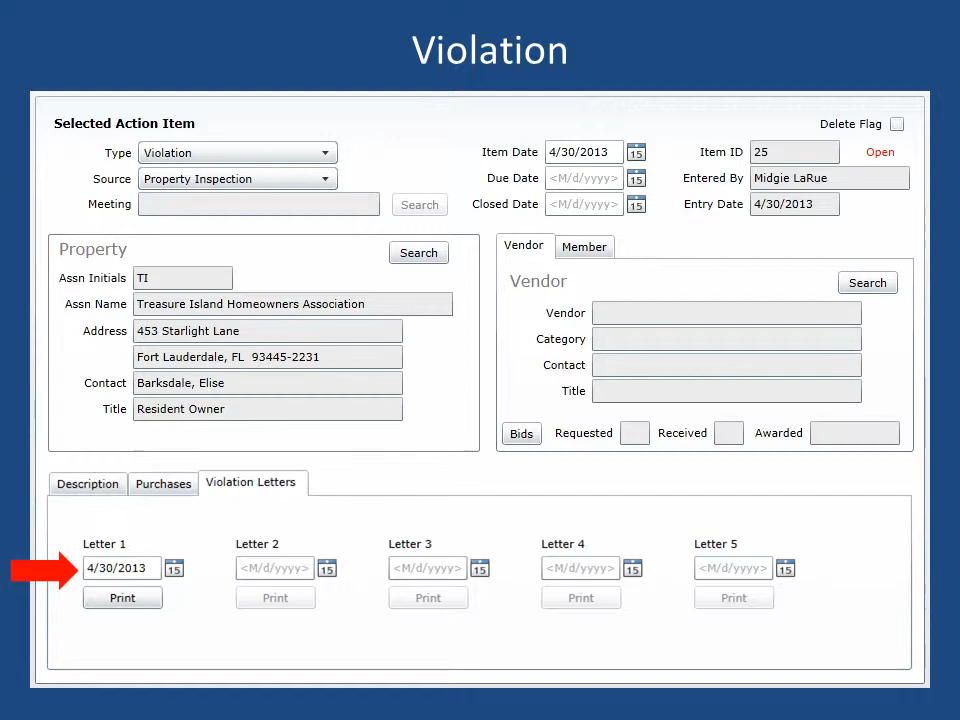 Violation
Selected Action Item
Delete Flag
Type Violation
Item Date 4/30/2013 15
Item ID 25 Open
Source Property Inspection
Due Date <M/d/yyyy> 15
Entered By Midgie LaRue
Meeting Search
Closed Date <M/d/yyyy> 15
Entry Date 4/30/2013
Property Search
Assn Initials TI
Assn Name Treasure Island Homeowners Association
Address 453 Starlight Lane
Fort Lauderdale, FL 93445-2231
Contact Barksdale, Elise
Title Resident Owner
Vendor Member
Vendor Search
Vendor
Category
Contact
Title
Bids Requested Received Awarded
Description Purchases Violation Letters
Letter 1 Letter 2 Letter 3 Letter 4 Letter 5
4/30/2013 15 <M/d/yyyy> 15 <M/d/yyyy> 15 <M/d/yyyy> 15 <M/d/yyyy> 15
Print Print Print Print Print